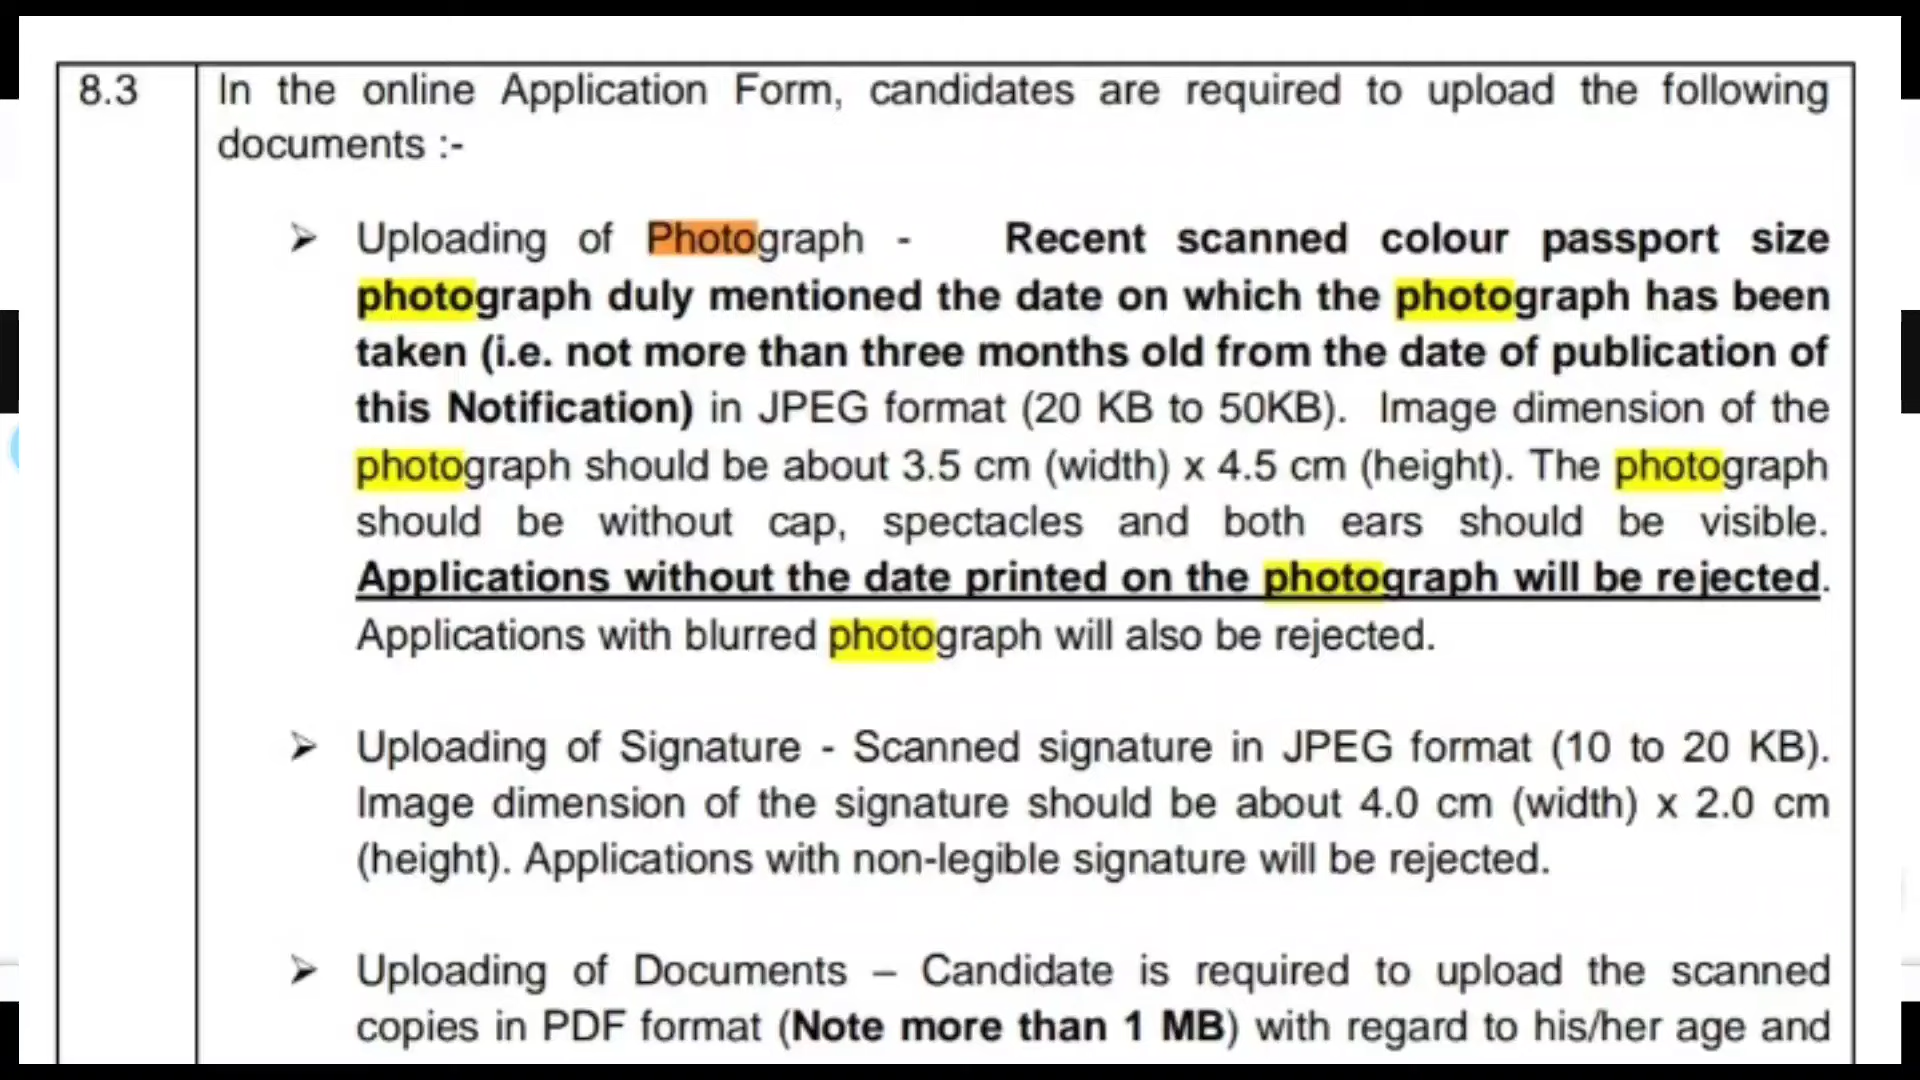 8.3 In the online Application Form, candidates are required to upload the following
documents :-
➢ Uploading of Photograph - Recent scanned colour passport size
photograph duly mentioned the date on which the photograph has been
taken (i.e. not more than three months old from the date of publication of
this Notification) in JPEG format (20 KB to 50KB). Image dimension of the
photograph should be about 3.5 cm (width) x 4.5 cm (height). The photograph
should be without cap, spectacles and both ears should be visible.
Applications without the date printed on the photograph will be rejected.
Applications with blurred photograph will also be rejected.
➢ Uploading of Signature - Scanned signature in JPEG format (10 to 20 KB).
Image dimension of the signature should be about 4.0 cm (width) x 2.0 cm
(height). Applications with non-legible signature will be rejected.
➢ Uploading of Documents – Candidate is required to upload the scanned
copies in PDF format (Note more than 1 MB) with regard to his/her age and